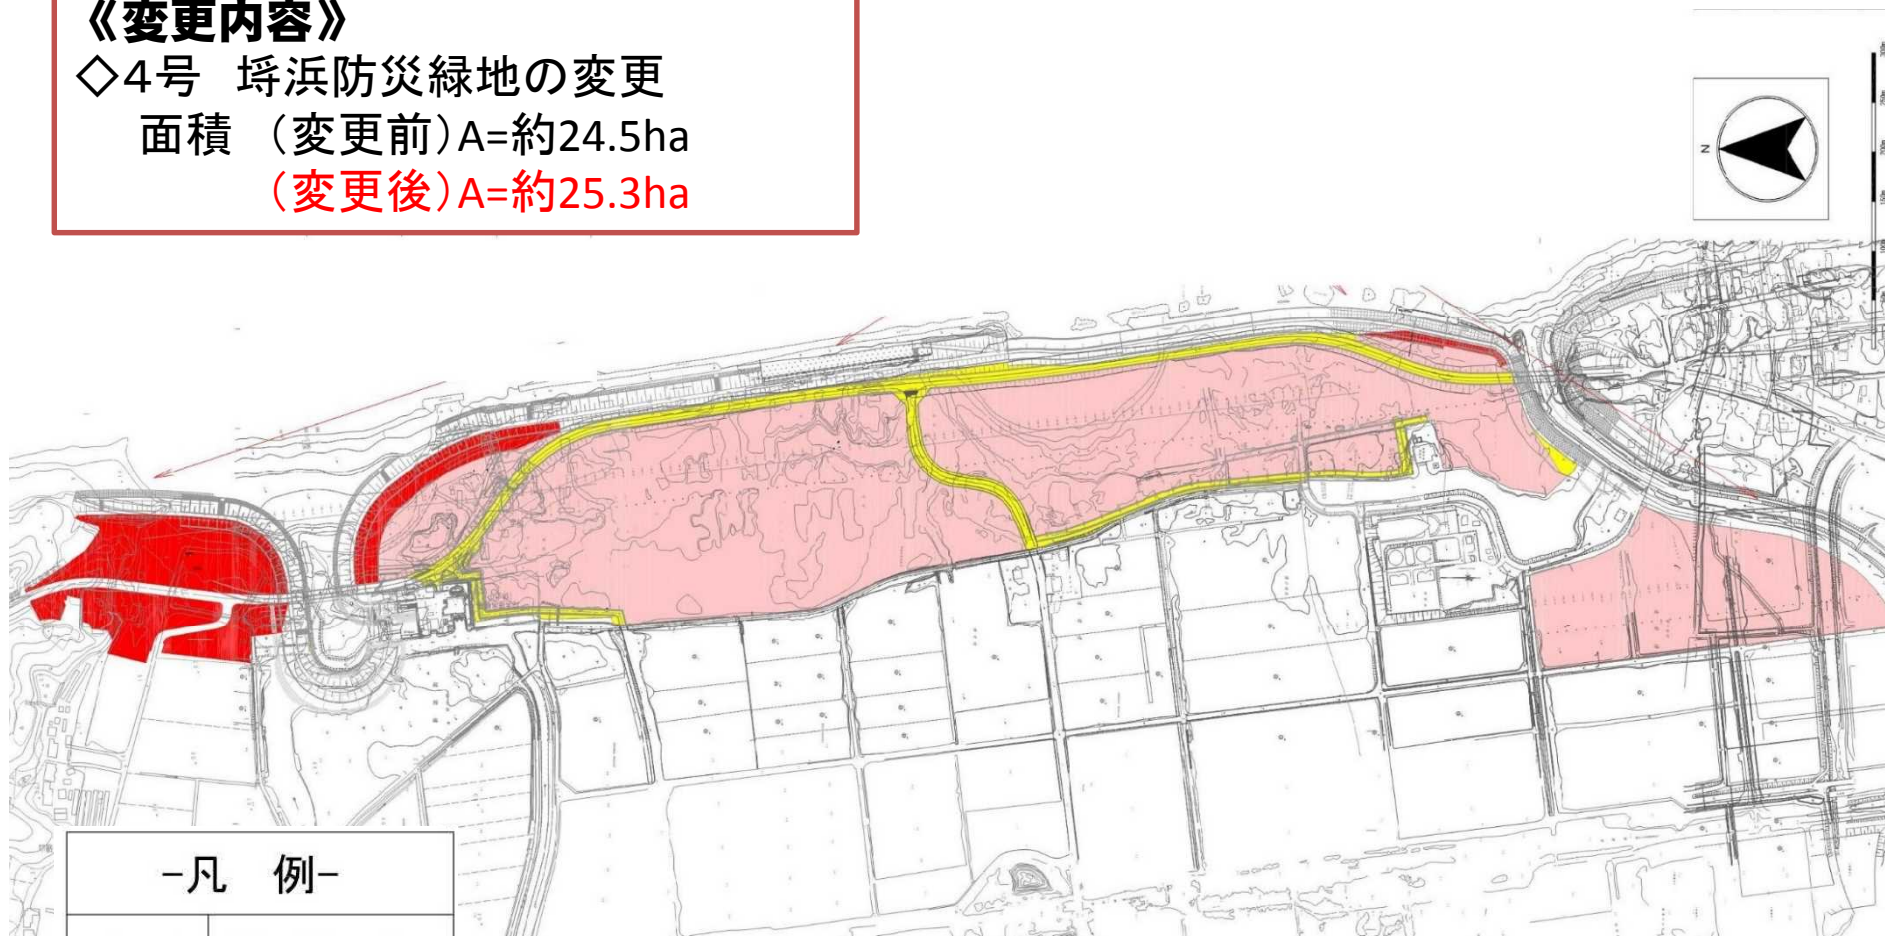 《変更内容》
◇4号 埓浜防災緑地の変更
面積 (変更前)A=約24.5ha
(変更後)A=約25.3ha
N
-凡 例-